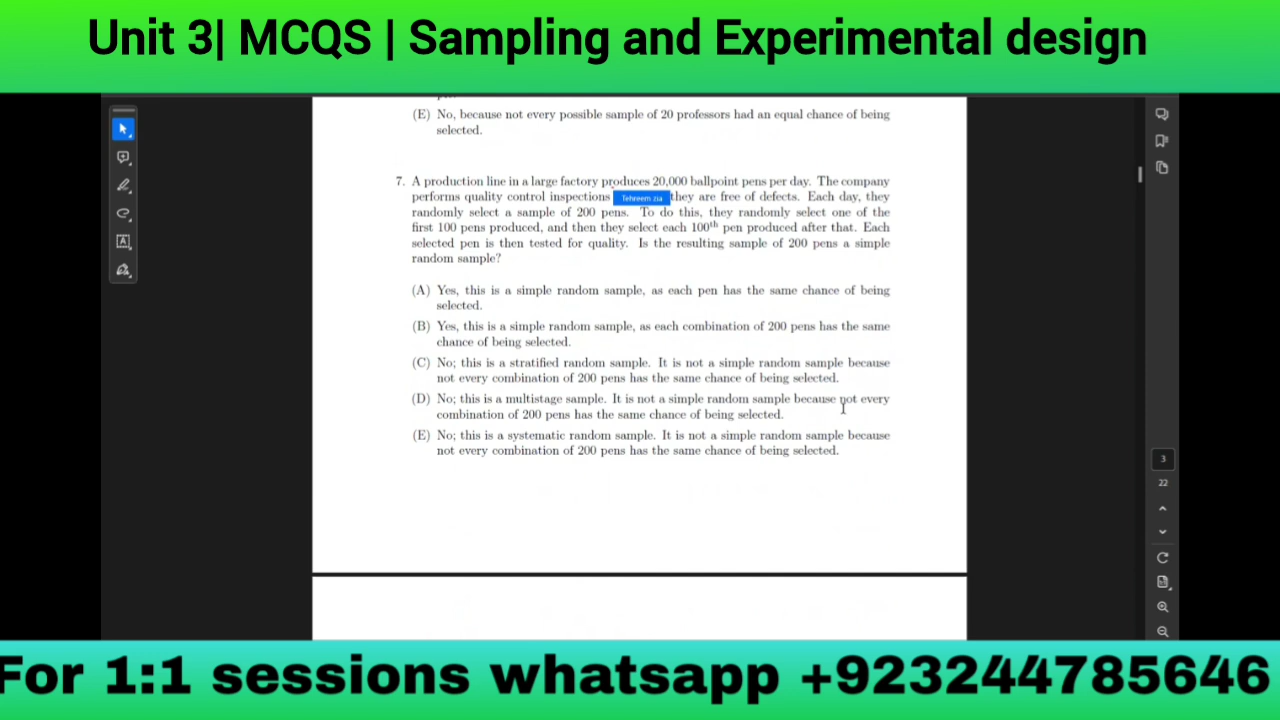 Unit 3| MCQS | Sampling and Experimental design
(E) No, because not every possible sample of 20 professors had an equal chance of being
selected.
7. A production line in a large factory produces 20,000 ballpoint pens per day. The company
performs quality control inspections Tehreem zia they are free of defects. Each day, they
randomly select a sample of 200 pens. To do this, they randomly select one of the
first 100 pens produced, and then they select each 100th pen produced after that. Each
selected pen is then tested for quality. Is the resulting sample of 200 pens a simple
random sample?
(A) Yes, this is a simple random sample, as each pen has the same chance of being
selected.
(B) Yes, this is a simple random sample, as each combination of 200 pens has the same
chance of being selected.
(C) No; this is a stratified random sample. It is not a simple random sample because
not every combination of 200 pens has the same chance of being selected.
(D) No; this is a multistage sample. It is not a simple random sample because not every
combination of 200 pens has the same chance of being selected.
(E) No; this is a systematic random sample. It is not a simple random sample because
not every combination of 200 pens has the same chance of being selected.
3
22
For 1:1 sessions whatsapp +923244785646